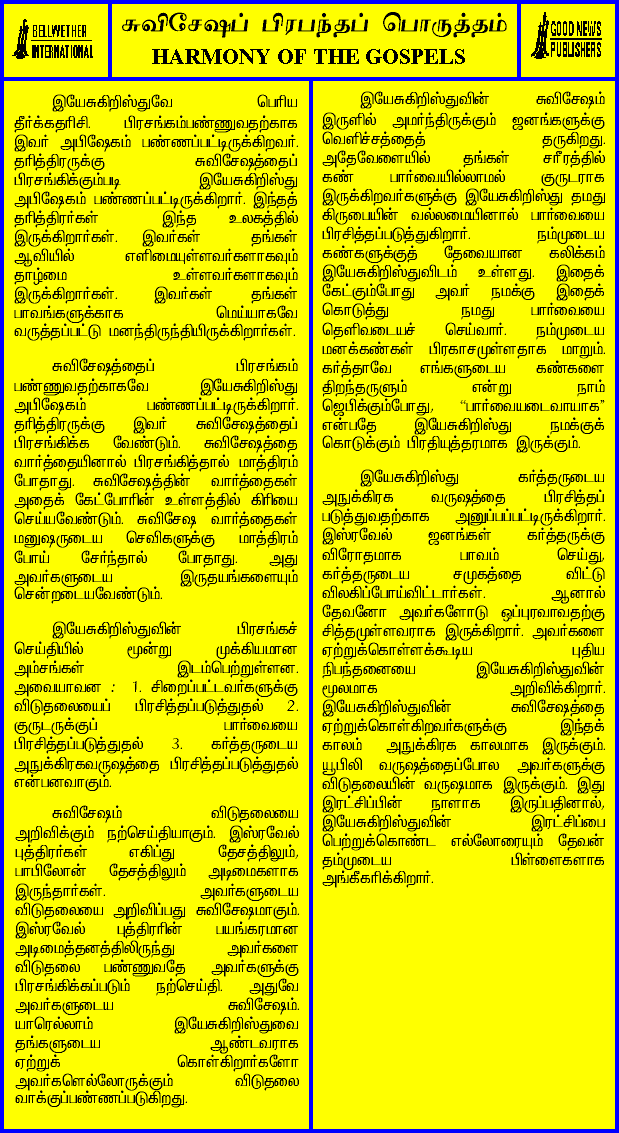 BELLWETHER
INTERNATIONAL
சுவிசேஷப் பிரபந்தப் பொருத்தம்
HARMONY OF THE GOSPELS
GOOD NEWS
PUBLISHERS
இயேசுகிறிஸ்துவே பெரிய
தீர்க்கதரிசி. பிரசங்கம்பண்ணுவதற்காக
இவர் அபிஷேகம் பண்ணப்பட்டிருக்கிறவர்.
தரித்திரருக்கு சுவிசேஷத்தைப்
பிரசங்கிக்கும்படி இயேசுகிறிஸ்து
அபிஷேகம் பண்ணப்பட்டிருக்கிறார். இந்தத்
தரித்திரர்கள் இந்த உலகத்தில்
இருக்கிறார்கள். இவர்கள் தங்கள்
ஆவியில் எளிமையுள்ளவர்களாகவும்
தாழ்மை உள்ளவர்களாகவும்
இருக்கிறார்கள். இவர்கள் தங்கள்
பாவங்களுக்காக மெய்யாகவே
வருத்தப்பட்டு மனந்திருந்தியிருக்கிறார்கள்.
சுவிசேஷத்தைப் பிரசங்கம்
பண்ணுவதற்காகவே இயேசுகிறிஸ்து
அபிஷேகம் பண்ணப்பட்டிருக்கிறார்.
தரித்திரருக்கு இவர் சுவிசேஷத்தைப்
பிரசங்கிக்க வேண்டும். சுவிசேஷத்தை
வார்த்தையினால் பிரசங்கித்தால் மாத்திரம்
போதாது. சுவிசேஷத்தின் வார்த்தைகள்
அதைக் கேட்போரின் உள்ளத்தில் கிரியை
செய்யவேண்டும். சுவிசேஷ வார்த்தைகள்
மனுஷருடைய செவிகளுக்கு மாத்திரம்
போய் சேர்ந்தால் போதாது. அது
அவர்களுடைய இருதயங்களையும்
சென்றடையவேண்டும்.
இயேசுகிறிஸ்துவின் பிரசங்கச்
செய்தியில் மூன்று முக்கியமான
அம்சங்கள் இடம்பெற்றுள்ளன.
அவையாவன : 1. சிறைப்பட்டவர்களுக்கு
விடுதலையைப் பிரசித்தப்படுத்துதல் 2.
குருடருக்குப் பார்வையை
பிரசித்தப்படுத்துதல் 3. கர்த்தருடைய
அநுக்கிரகவருஷத்தை பிரசித்தப்படுத்துதல்
என்பனவாகும்.
சுவிசேஷம் விடுதலையை
அறிவிக்கும் நற்செய்தியாகும். இஸ்ரவேல்
புத்திரர்கள் எகிப்து தேசத்திலும்,
பாபிலோன் தேசத்திலும் அடிமைகளாக
இருந்தார்கள். அவர்களுடைய
விடுதலையை அறிவிப்பது சுவிசேஷமாகும்.
இஸ்ரவேல் புத்திரரின் பயங்கரமான
அடிமைத்தனத்திலிருந்து அவர்களை
விடுதலை பண்ணுவதே அவர்களுக்கு
பிரசங்கிக்கப்படும் நற்செய்தி. அதுவே
அவர்களுடைய சுவிசேஷம்.
யாரெல்லாம் இயேசுகிறிஸ்துவை
தங்களுடைய ஆண்டவராக
ஏற்றுக் கொள்கிறார்களோ
அவர்களெல்லோருக்கும் விடுதலை
வாக்குப்பண்ணப்படுகிறது.
இயேசுகிறிஸ்துவின் சுவிசேஷம்
இருளில் அமர்ந்திருக்கும் ஜனங்களுக்கு
வெளிச்சத்தைத் தருகிறது.
அதேவேளையில் தங்கள் சரீரத்தில்
கண் பார்வையில்லாமல் குருடராக
இருக்கிறவர்களுக்கு இயேசுகிறிஸ்து தமது
கிருபையின் வல்லமையினால் பார்வையை
பிரசித்தப்படுத்துகிறார். நம்முடைய
கண்களுக்குத் தேவையான கலிக்கம்
இயேசுகிறிஸ்துவிடம் உள்ளது. இதைக்
கேட்கும்போது அவர் நமக்கு இதைக்
கொடுத்து நமது பார்வையை
தெளிவடையச் செய்வார். நம்முடைய
மனக்கண்கள் பிரகாசமுள்ளதாக மாறும்.
கர்த்தாவே எங்களுடைய கண்களை
திறந்தருளும் என்று நாம்
ஜெபிக்கும்போது, “பார்வையடைவாயாக”
என்பதே இயேசுகிறிஸ்து நமக்குக்
கொடுக்கும் பிரதியுத்தரமாக இருக்கும்.
இயேசுகிறிஸ்து கர்த்தருடைய
அநுக்கிரக வருஷத்தை பிரசித்தப்
படுத்துவதற்காக அனுப்பப்பட்டிருக்கிறார்.
இஸ்ரவேல் ஜனங்கள் கர்த்தருக்கு
விரோதமாக பாவம் செய்து,
கர்த்தருடைய சமுகத்தை விட்டு
விலகிப்போய்விட்டார்கள். ஆனால்
தேவனோ அவர்களோடு ஒப்புரவாவதற்கு
சித்தமுள்ளவராக இருக்கிறார். அவர்களை
ஏற்றுக்கொள்ளக்கூடிய புதிய
நிபந்தனையை இயேசுகிறிஸ்துவின்
மூலமாக அறிவிக்கிறார்.
இயேசுகிறிஸ்துவின் சுவிசேஷத்தை
ஏற்றுக்கொள்கிறவர்களுக்கு இந்தக்
காலம் அநுக்கிரக காலமாக இருக்கும்.
யூபிலி வருஷத்தைப்போல அவர்களுக்கு
விடுதலையின் வருஷமாக இருக்கும். இது
இரட்சிப்பின் நாளாக இருப்பதினால்,
இயேசுகிறிஸ்துவின் இரட்சிப்பை
பெற்றுக்கொண்ட எல்லோரையும் தேவன்
தம்முடைய பிள்ளைகளாக
அங்கீகரிக்கிறார்.